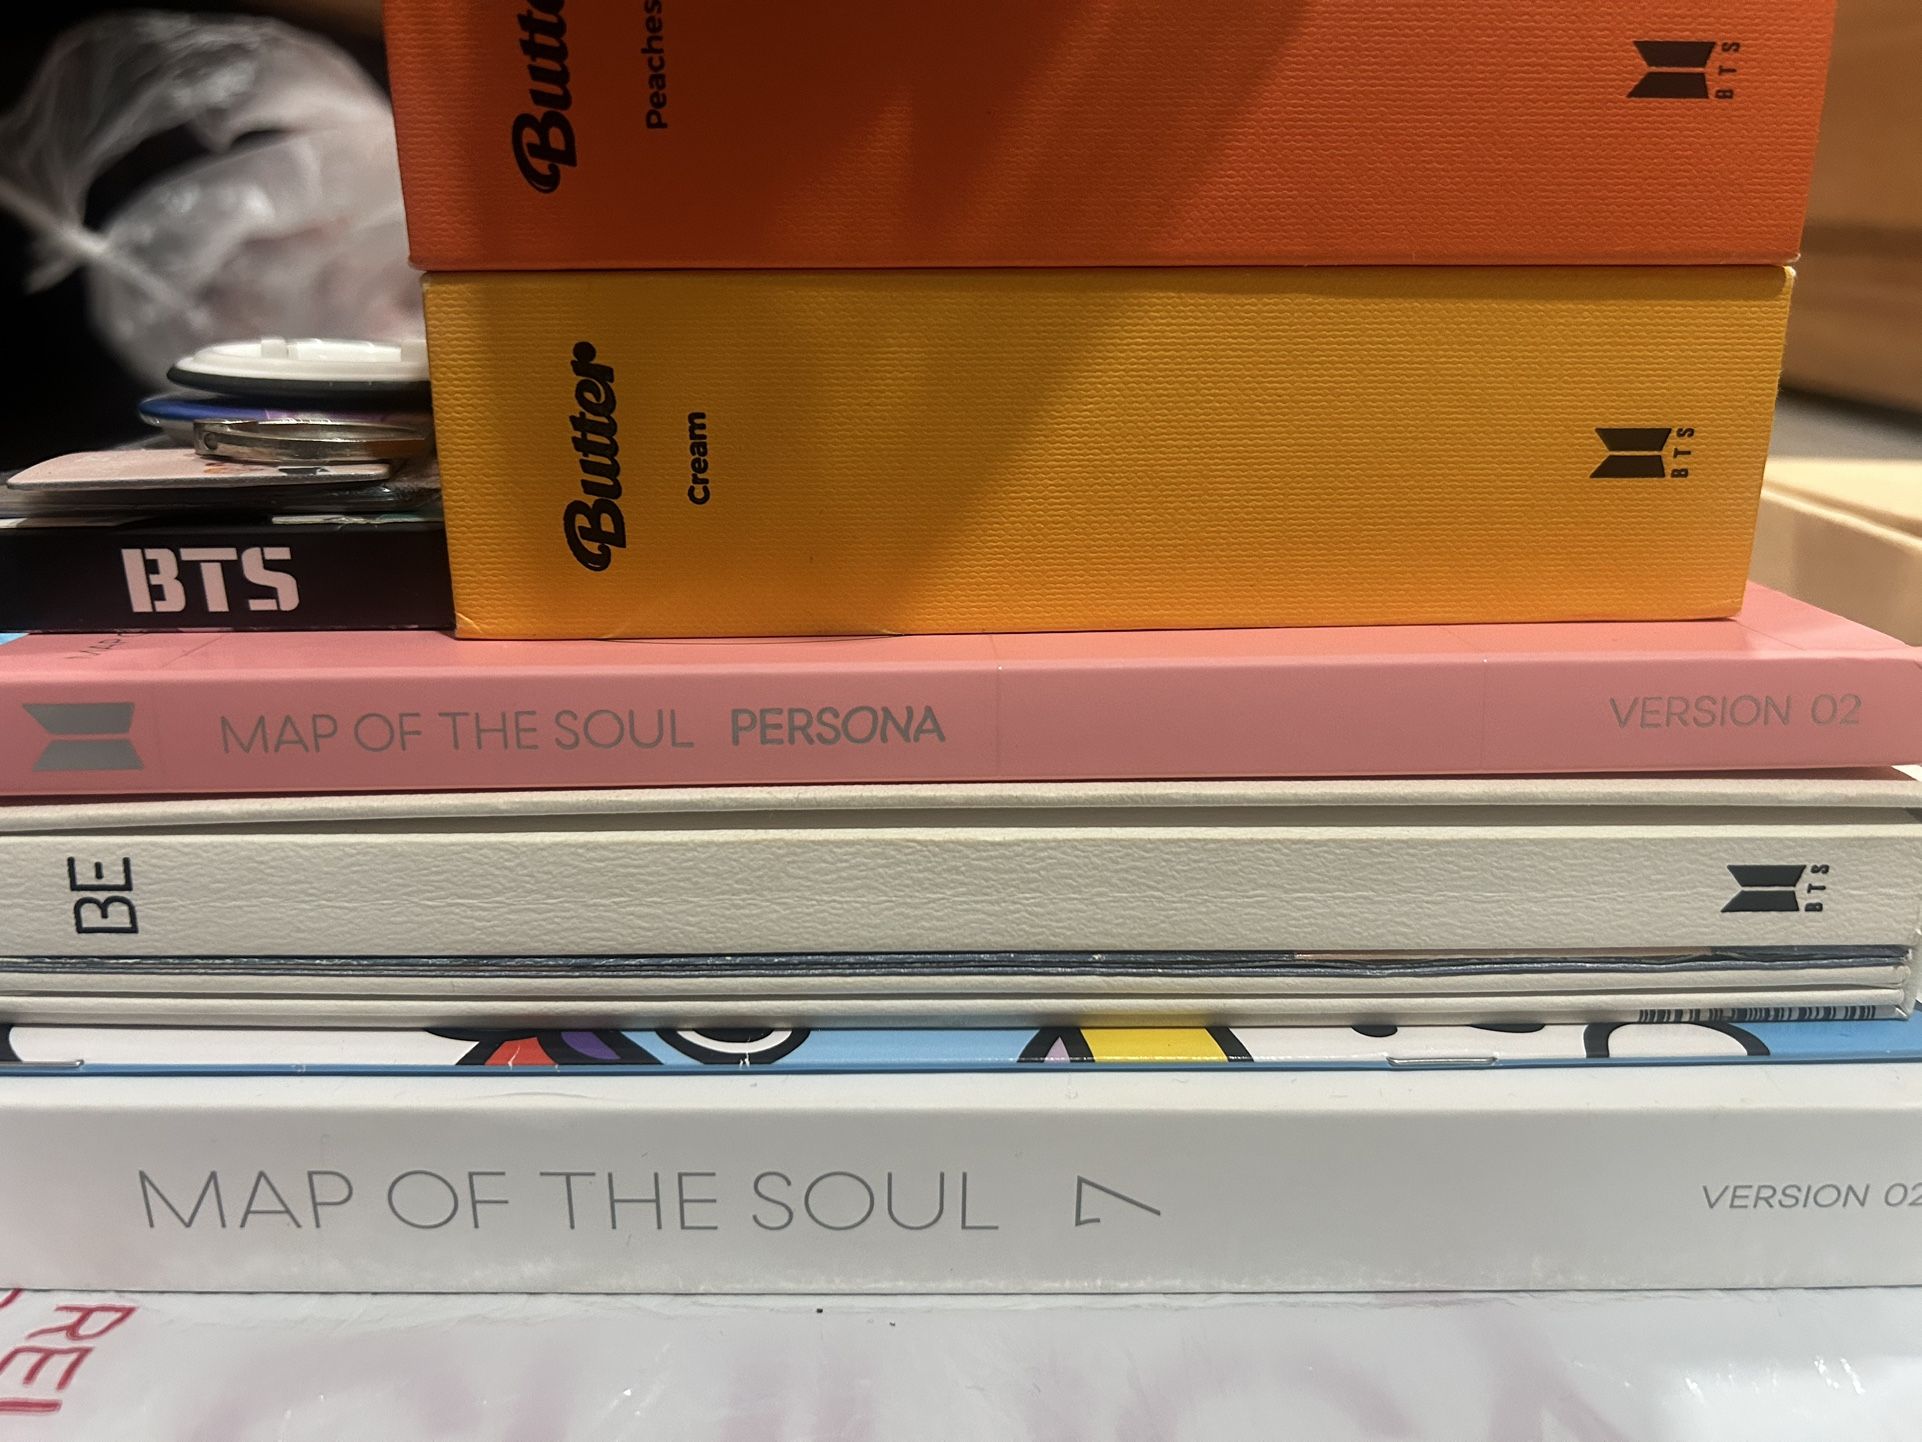 Butter
Peaches
BTS
Butter
Cream
BTS
BTS
MAP OF THE SOUL PERSONA
VERSION 02
BE
BTS
MAP OF THE SOUL 7
VERSION 02